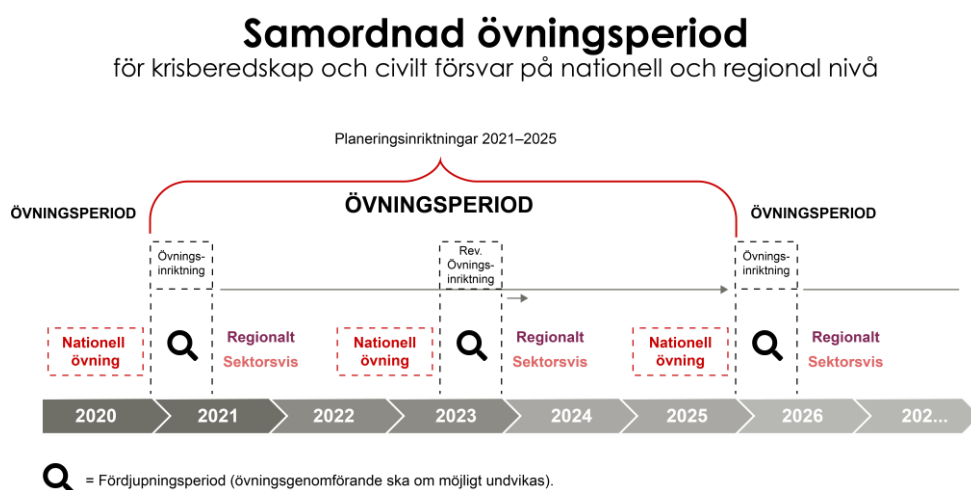 Samordnad övningsperiod
för krisberedskap och civilt försvar på nationell och regional nivå
Planeringsinriktningar 2021–2025
ÖVNINGSPERIOD
ÖVNINGSPERIOD
ÖVNINGSPERIOD
Övnings-
inriktning
Rev.
Övnings-
inriktning
Övnings-
inriktning
Nationell
övning
Regionalt
Sektorsvis
Nationell
övning
Regionalt
Sektorsvis
Nationell
övning
Regionalt
Sektorsvis
2020 2021 2022 2023 2024 2025 2026 202...
= Fördjupningsperiod (övningsgenomförande ska om möjligt undvikas).